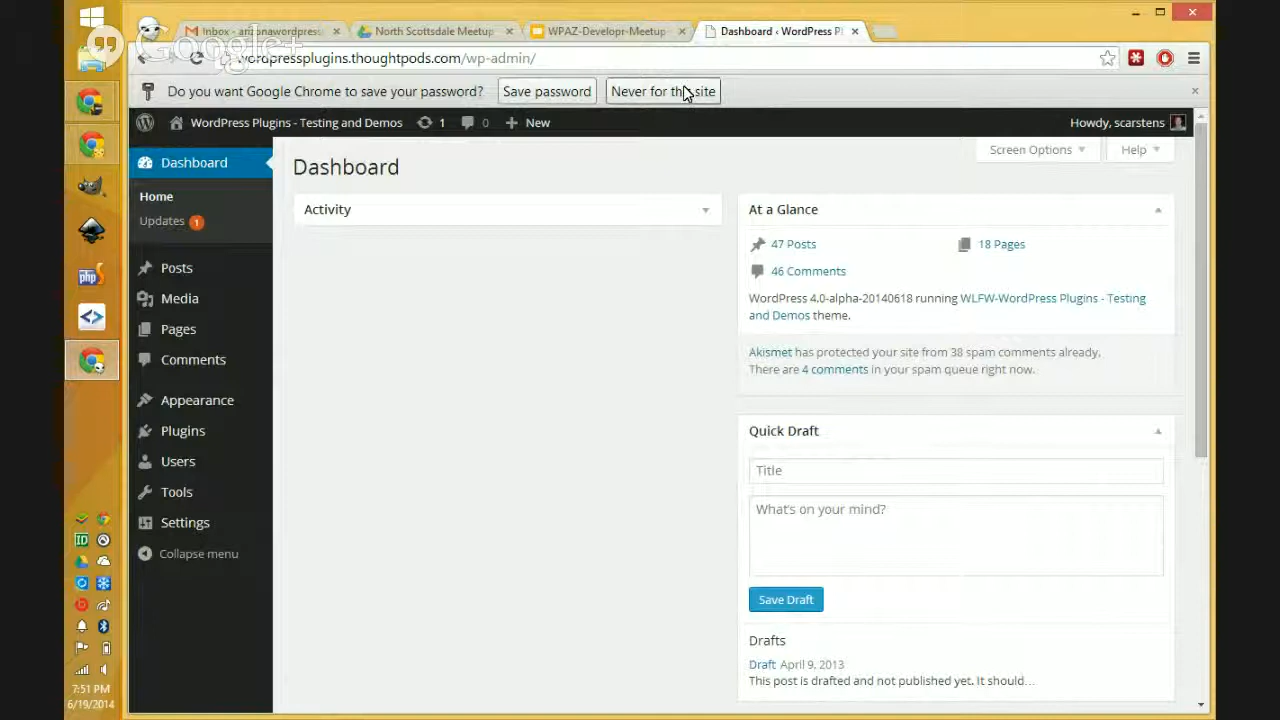 Inbox - arizonawordpress
North Scottsdale Meetup
WPAZ-Developr-Meetup
Dashboard ‹ WordPress Pl
Google+
wordpressplugins.thoughtpods.com/wp-admin/
Do you want Google Chrome to save your password? Save password Never for this site
WordPress Plugins - Testing and Demos 1 0 + New Howdy, scarstens
Screen Options Help
Dashboard
Home
Updates 1
Posts
Media
Pages
Comments
Appearance
Plugins
Users
Tools
Settings
Collapse menu
Dashboard
Activity
At a Glance
47 Posts 18 Pages
46 Comments
WordPress 4.0-alpha-20140618 running WLFW-WordPress Plugins - Testing
and Demos theme.
Akismet has protected your site from 38 spam comments already.
There are 4 comments in your spam queue right now.
Quick Draft
Title
What's on your mind?
Save Draft
Drafts
Draft April 9, 2013
This post is drafted and not published yet. It should…
php
ID
7:51 PM
6/19/2014